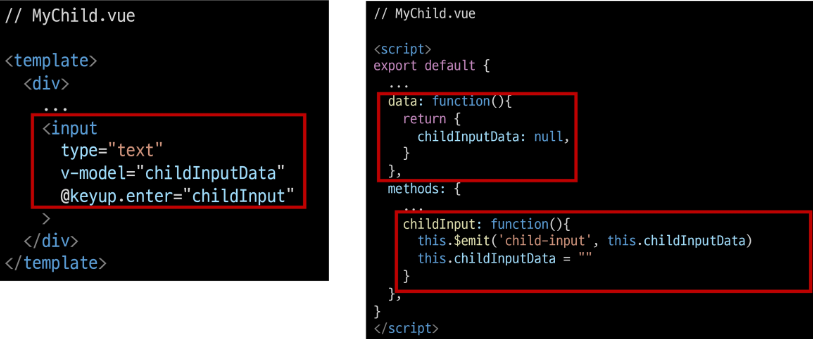 // MyChild.vue
<template>
<div>
...
<input
type="text"
v-model="childInputData"
@keyup.enter="childInput"
>
</div>
</template>
// MyChild.vue
<script>
export default {
...
data: function(){
return {
childInputData: null,
}
},
methods: {
...
childInput: function(){
this.$emit('child-input', this.childInputData)
this.childInputData = ""
}
},
}
</script>